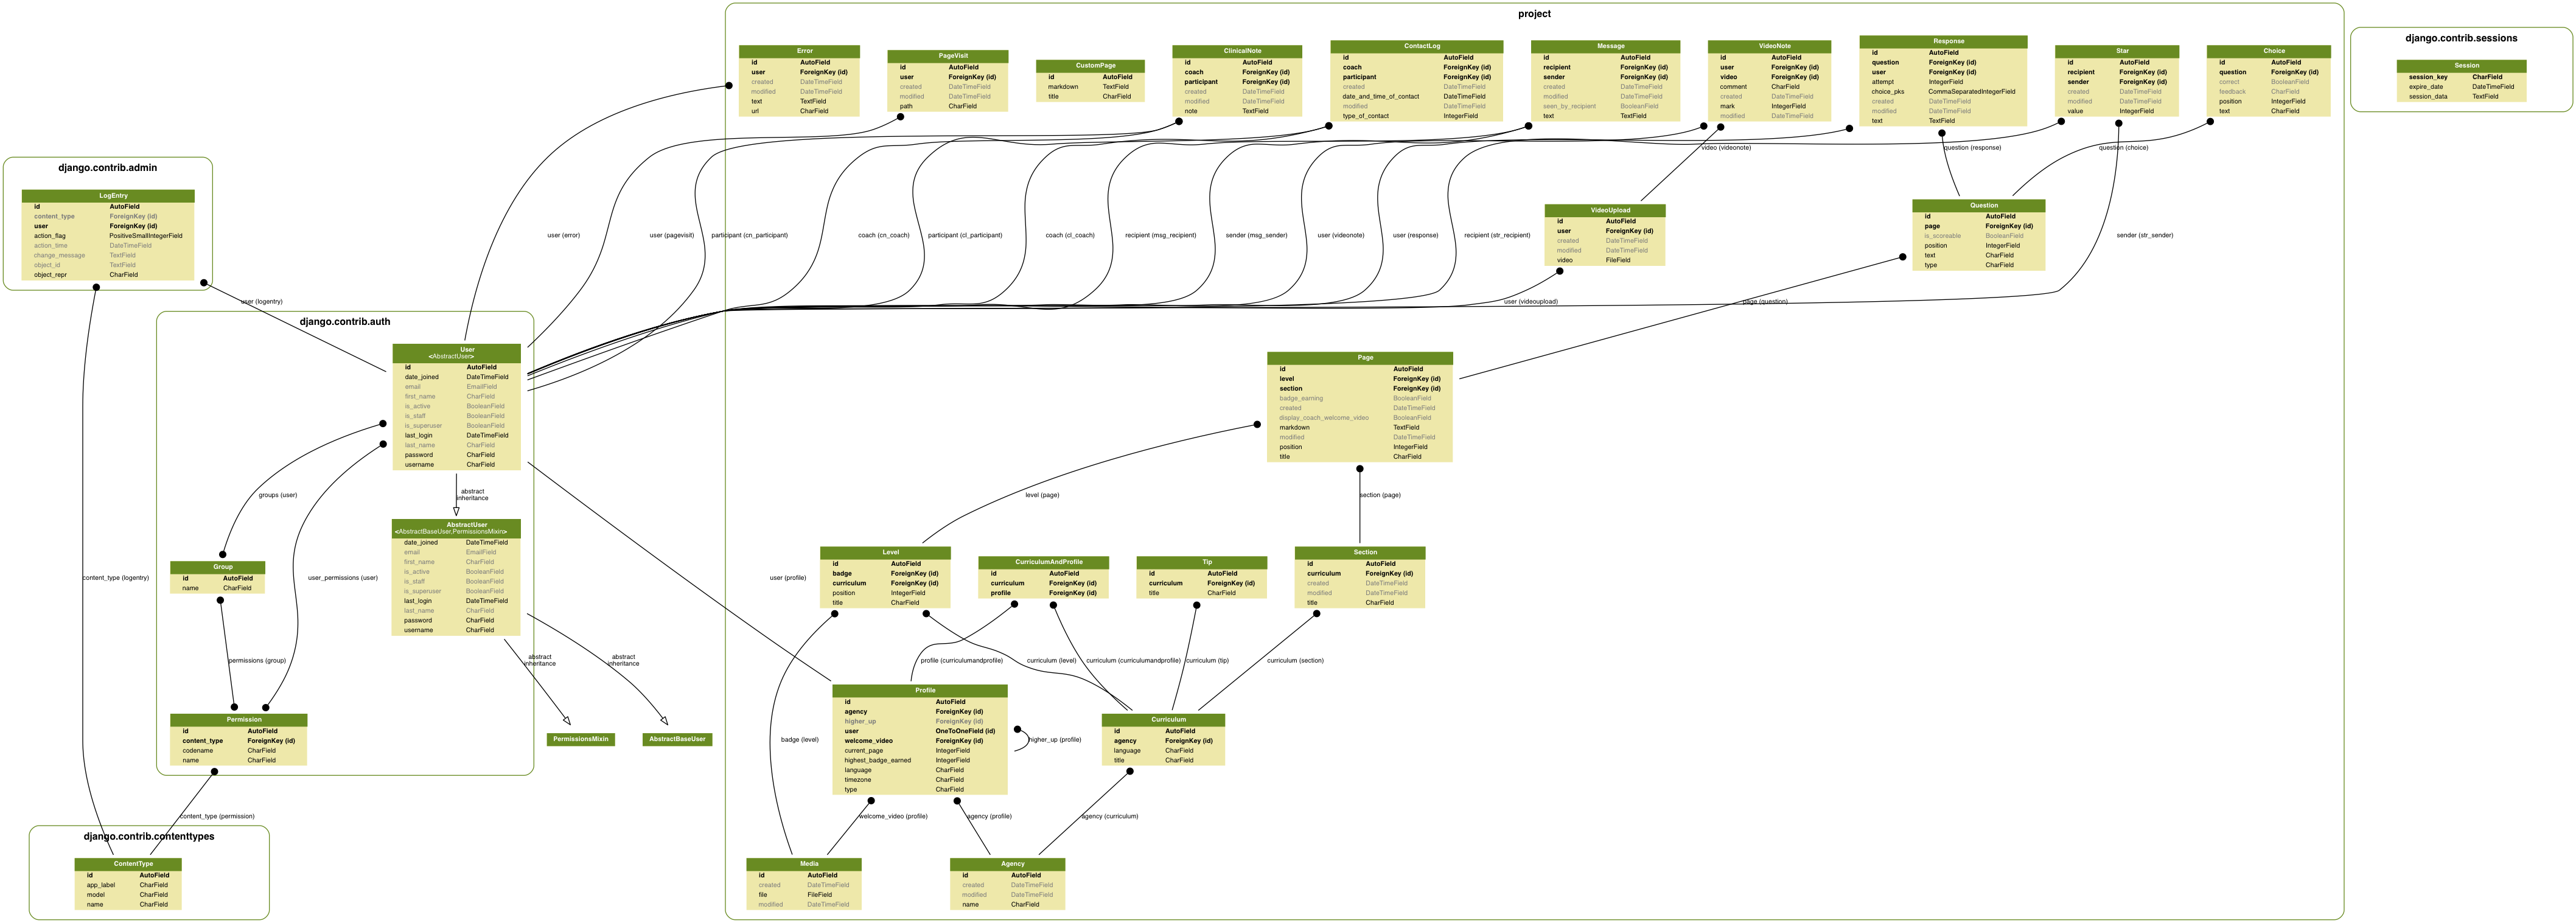 project
django.contrib.sessions
django.contrib.admin
django.contrib.auth
django.contrib.contenttypes
Error
id AutoField
user ForeignKey (id)
created DateTimeField
modified DateTimeField
text TextField
url CharField
PageVisit
id AutoField
user ForeignKey (id)
created DateTimeField
modified DateTimeField
path CharField
CustomPage
id AutoField
markdown TextField
title CharField
ClinicalNote
id AutoField
coach ForeignKey (id)
participant ForeignKey (id)
created DateTimeField
modified DateTimeField
note TextField
ContactLog
id AutoField
coach ForeignKey (id)
participant ForeignKey (id)
created DateTimeField
date_and_time_of_contact DateTimeField
modified DateTimeField
type_of_contact IntegerField
Message
id AutoField
recipient ForeignKey (id)
sender ForeignKey (id)
created DateTimeField
modified DateTimeField
seen_by_recipient BooleanField
text TextField
VideoNote
id AutoField
user ForeignKey (id)
video ForeignKey (id)
comment CharField
created DateTimeField
mark IntegerField
modified DateTimeField
Response
id AutoField
question ForeignKey (id)
user ForeignKey (id)
attempt IntegerField
choice_pks CommaSeparatedIntegerField
created DateTimeField
modified DateTimeField
text TextField
Star
id AutoField
recipient ForeignKey (id)
sender ForeignKey (id)
created DateTimeField
modified DateTimeField
value IntegerField
Choice
id AutoField
question ForeignKey (id)
correct BooleanField
feedback CharField
position IntegerField
text CharField
Session
session_key CharField
expire_date DateTimeField
session_data TextField
video (videonote)
question (response)
question (choice)
LogEntry
id AutoField
content_type ForeignKey (id)
user ForeignKey (id)
action_flag PositiveSmallIntegerField
action_time DateTimeField
change_message TextField
object_id TextField
object_repr CharField
VideoUpload
id AutoField
user ForeignKey (id)
created DateTimeField
modified DateTimeField
video FileField
Question
id AutoField
page ForeignKey (id)
is_scoreable BooleanField
position IntegerField
text CharField
type CharField
user (error)
user (pagevisit)
participant (cn_participant)
coach (cn_coach)
participant (cl_participant)
coach (cl_coach)
recipient (msg_recipient)
sender (msg_sender)
user (videonote)
user (response)
recipient (str_recipient)
sender (str_sender)
user (logentry)
user (videoupload)
page (question)
User
<AbstractUser>
id AutoField
date_joined DateTimeField
email EmailField
first_name CharField
is_active BooleanField
is_staff BooleanField
is_superuser BooleanField
last_login DateTimeField
last_name CharField
password CharField
username CharField
Page
id AutoField
level ForeignKey (id)
section ForeignKey (id)
badge_earning BooleanField
created DateTimeField
display_coach_welcome_video BooleanField
markdown TextField
modified DateTimeField
position IntegerField
title CharField
groups (user)
abstract
inheritance
level (page)
section (page)
AbstractUser
<AbstractBaseUser,PermissionsMixin>
date_joined DateTimeField
email EmailField
first_name CharField
is_active BooleanField
is_staff BooleanField
is_superuser BooleanField
last_login DateTimeField
last_name CharField
password CharField
username CharField
Group
id AutoField
name CharField
content_type (logentry)
user_permissions (user)
user (profile)
Level
id AutoField
badge ForeignKey (id)
curriculum ForeignKey (id)
position IntegerField
title CharField
CurriculumAndProfile
id AutoField
curriculum ForeignKey (id)
profile ForeignKey (id)
Tip
id AutoField
curriculum ForeignKey (id)
title CharField
Section
id AutoField
curriculum ForeignKey (id)
created DateTimeField
modified DateTimeField
title CharField
permissions (group)
abstract
inheritance
abstract
inheritance
profile (curriculumandprofile)
curriculum (level)
curriculum (curriculumandprofile)
curriculum (tip)
curriculum (section)
Permission
id AutoField
content_type ForeignKey (id)
codename CharField
name CharField
PermissionsMixin
AbstractBaseUser
badge (level)
Profile
id AutoField
agency ForeignKey (id)
higher_up ForeignKey (id)
user OneToOneField (id)
welcome_video ForeignKey (id)
current_page IntegerField
highest_badge_earned IntegerField
language CharField
timezone CharField
type CharField
higher_up (profile)
Curriculum
id AutoField
agency ForeignKey (id)
language CharField
title CharField
content_type (permission)
welcome_video (profile)
agency (profile)
agency (curriculum)
ContentType
id AutoField
app_label CharField
model CharField
name CharField
Media
id AutoField
created DateTimeField
file FileField
modified DateTimeField
Agency
id AutoField
created DateTimeField
modified DateTimeField
name CharField